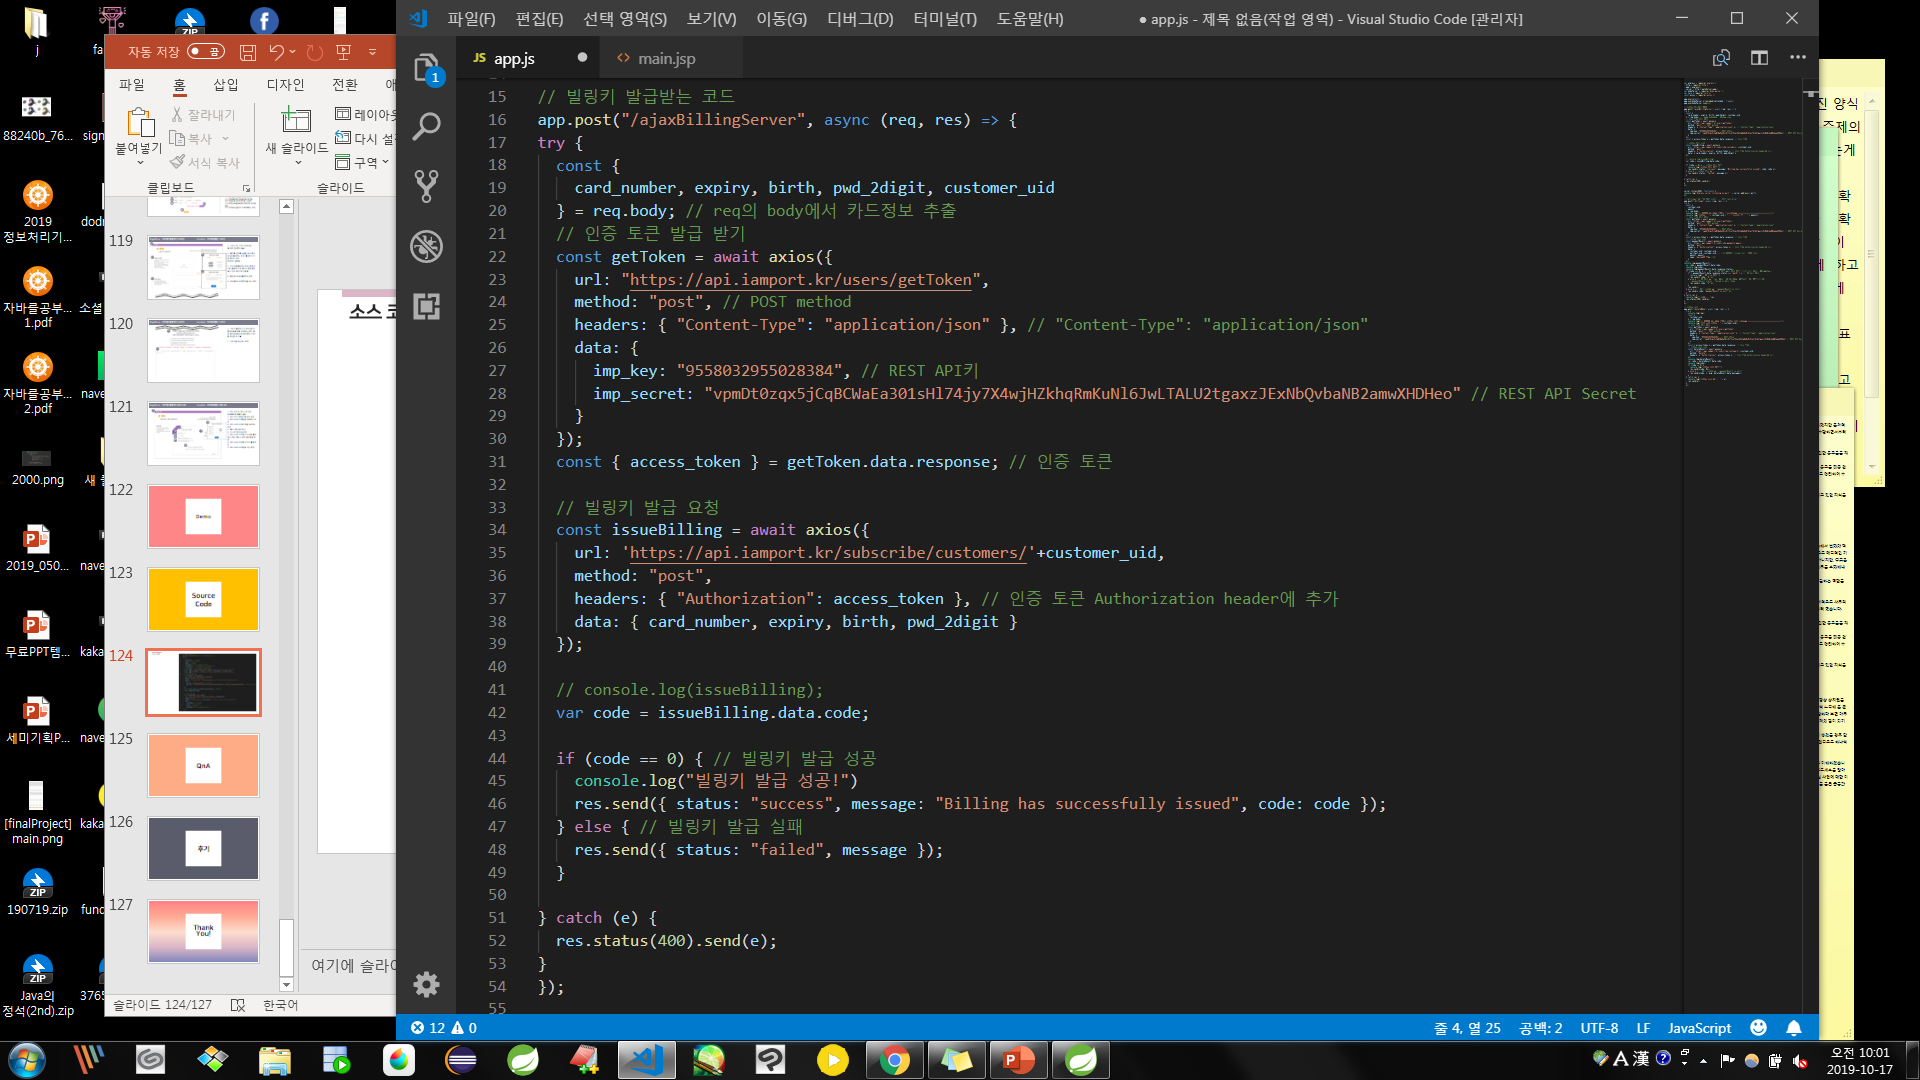 j
88240b_76...
2019
정보처리기...
자바를공부...
1.pdf
자바를공부...
2.pdf
2000.png
2019_050...
무료PPT템...
세미기획P...
[finalProject]
main.png
190719.zip
Java의
정석(2nd).zip
자동 저장 끔
파일 홈 삽입 디자인 전환
붙여넣기
잘라내기
복사
서식 복사
클립보드
새 슬라이드
레이아웃
구역
슬라이드
119
120
121
122
Demo
123
Source
Code
124
125
QnA
126
후기
127
Thank
You!
슬라이드 124/127 한국어
파일(F) 편집(E) 선택 영역(S) 보기(V) 이동(G) 디버그(D) 터미널(T) 도움말(H)
● app.js - 제목 없음(작업 영역) - Visual Studio Code [관리자]
1
JS app.js ●
<> main.jsp
15 // 빌링키 발급받는 코드
16 app.post("/ajaxBillingServer", async (req, res) => {
17 try {
18 const {
19 card_number, expiry, birth, pwd_2digit, customer_uid
20 } = req.body; // req의 body에서 카드정보 추출
21 // 인증 토큰 발급 받기
22 const getToken = await axios({
23 url: "https://api.iamport.kr/users/getToken",
24 method: "post", // POST method
25 headers: { "Content-Type": "application/json" }, // "Content-Type": "application/json"
26 data: {
27 imp_key: "9558032955028384", // REST API키
28 imp_secret: "vpmDt0zqx5jCqBCWaEa301sHl74jy7X4wjHZkhqRmKuNl6JwLTALU2tgaxzJExNbQvbaNB2amwXHDHeo" // REST API Secret
29 }
30 });
31 const { access_token } = getToken.data.response; // 인증 토큰
32
33 // 빌링키 발급 요청
34 const issueBilling = await axios({
35 url: 'https://api.iamport.kr/subscribe/customers/'+customer_uid,
36 method: "post",
37 headers: { "Authorization": access_token }, // 인증 토큰 Authorization header에 추가
38 data: { card_number, expiry, birth, pwd_2digit }
39 });
40
41 // console.log(issueBilling);
42 var code = issueBilling.data.code;
43
44 if (code == 0) { // 빌링키 발급 성공
45 console.log("빌링키 발급 성공!")
46 res.send({ status: "success", message: "Billing has successfully issued", code: code });
47 } else { // 빌링키 발급 실패
48 res.send({ status: "failed", message });
49 }
50
51 } catch (e) {
52 res.status(400).send(e);
53 }
54 });
55
12 0
줄 4, 열 25 공백: 2 UTF-8 LF JavaScript
A 漢
오전 10:01
2019-10-17